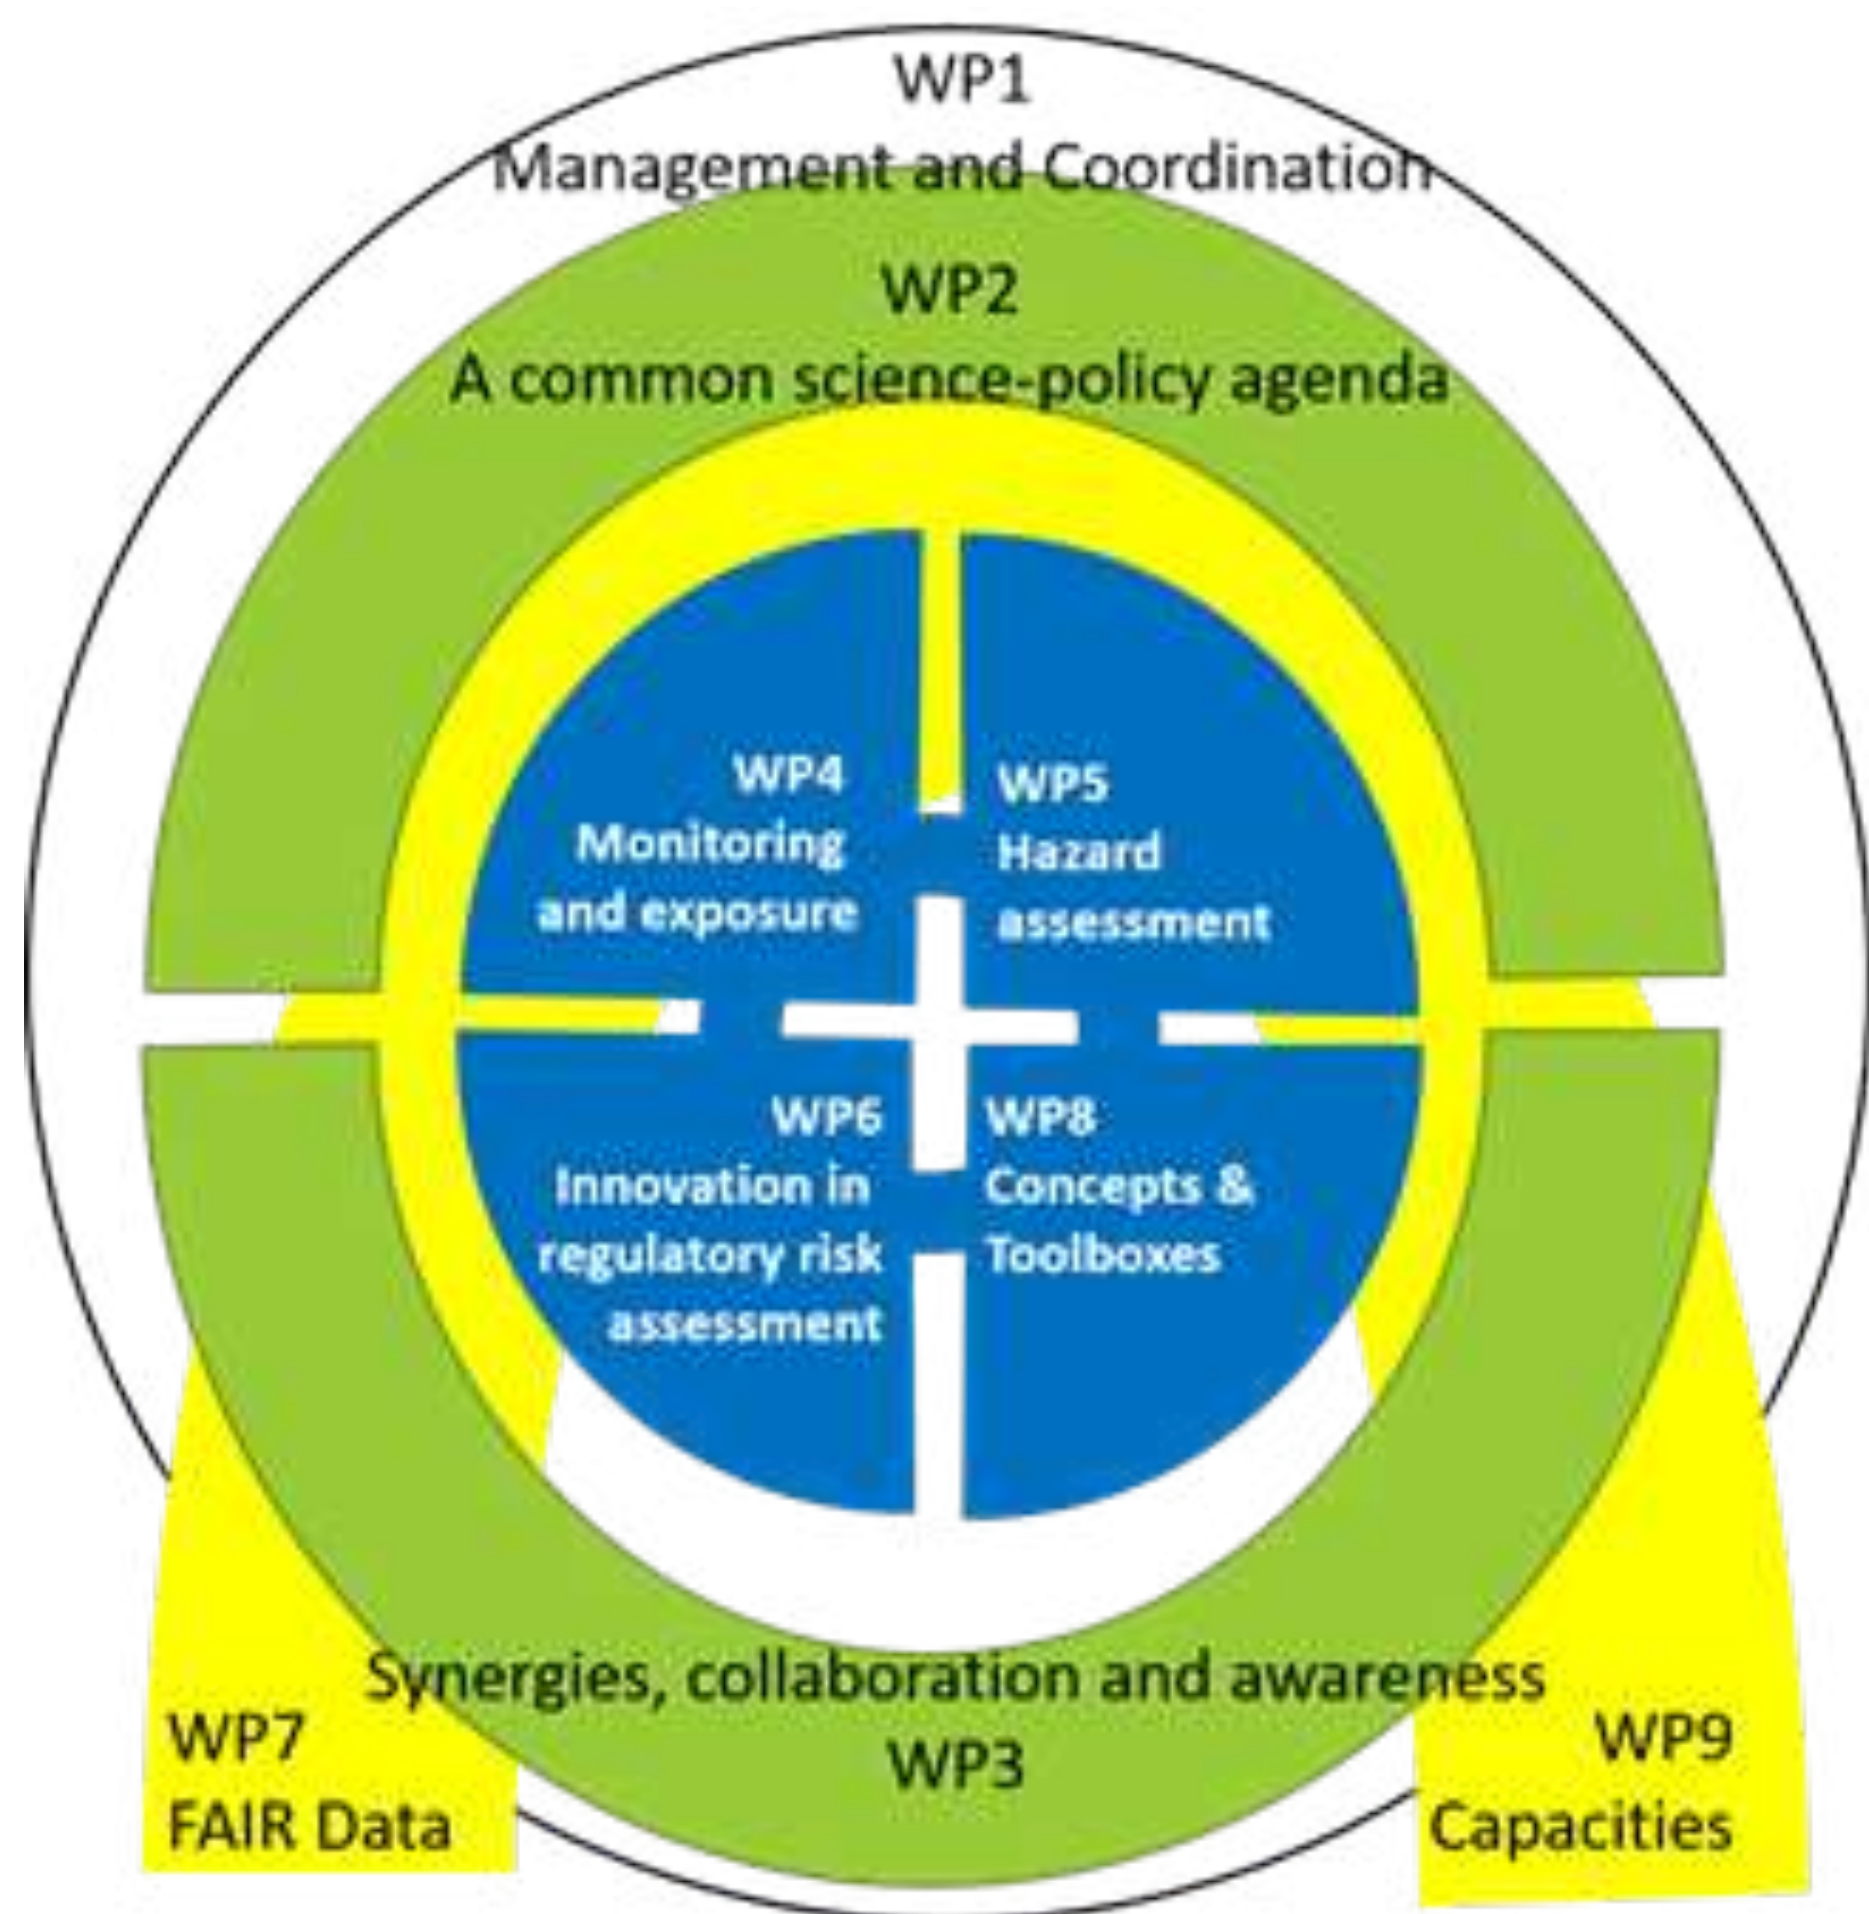 WP1
Management and Coordination
WP2
A common science-policy agenda
WP4
Monitoring
and exposure
WP5
Hazard
assessment
WP6
Innovation in
regulatory risk
assessment
WP8
Concepts &
Toolboxes
Synergies, collaboration and awareness
WP3
WP7
FAIR Data
WP9
Capacities